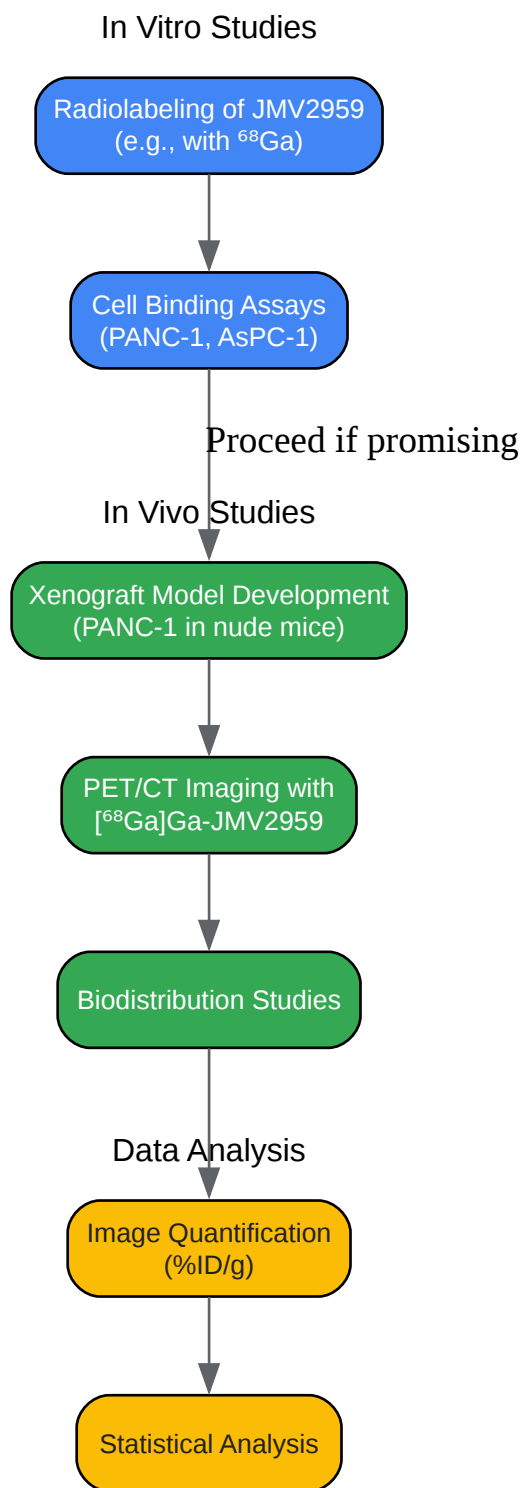 In Vitro Studies
Radiolabeling of JMV2959
(e.g., with ⁶⁸Ga)
Cell Binding Assays
(PANC-1, AsPC-1)
Proceed if promising
In Vivo Studies
Xenograft Model Development
(PANC-1 in nude mice)
PET/CT Imaging with
[⁶⁸Ga]Ga-JMV2959
Biodistribution Studies
Data Analysis
Image Quantification
(%ID/g)
Statistical Analysis